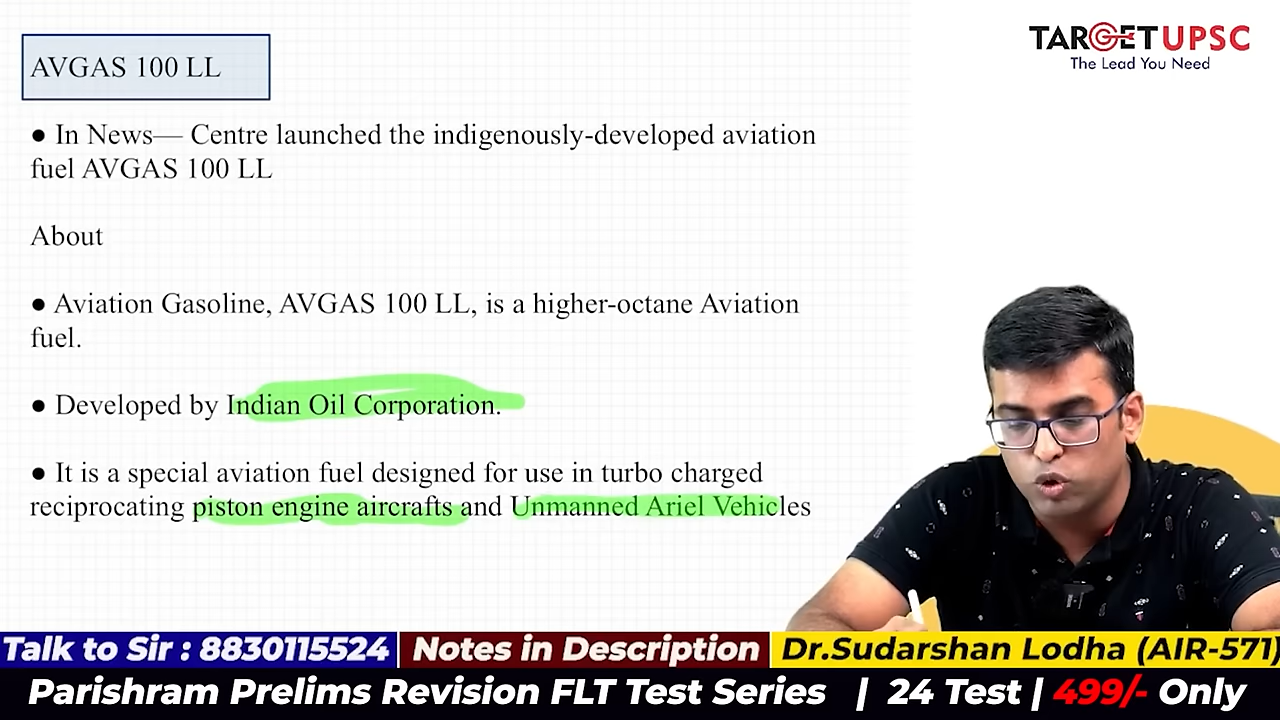 AVGAS 100 LL
TARGET UPSC
The Lead You Need
● In News— Centre launched the indigenously-developed aviation
fuel AVGAS 100 LL
About
● Aviation Gasoline, AVGAS 100 LL, is a higher-octane Aviation
fuel.
● Developed by Indian Oil Corporation.
● It is a special aviation fuel designed for use in turbo charged
reciprocating piston engine aircrafts and Unmanned Ariel Vehicles
Talk to Sir : 8830115524 Notes in Description Dr.Sudarshan Lodha (AIR-571)
Parishram Prelims Revision FLT Test Series | 24 Test | 499/- Only